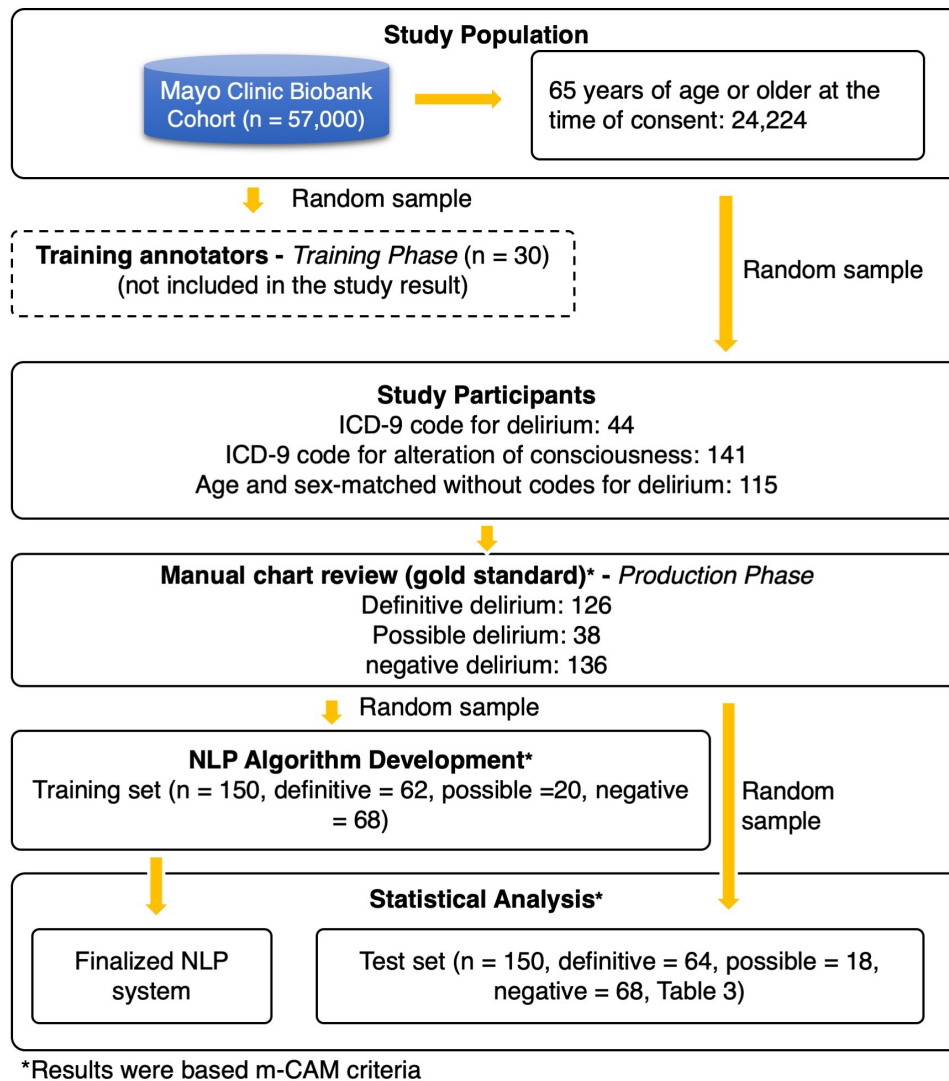 Study Population
Mayo Clinic Biobank
Cohort (n = 57,000)
65 years of age or older at the
time of consent: 24,224
Random sample
Training annotators - Training Phase (n = 30)
(not included in the study result)
Random sample
Study Participants
ICD-9 code for delirium: 44
ICD-9 code for alteration of consciousness: 141
Age and sex-matched without codes for delirium: 115
Manual chart review (gold standard)* - Production Phase
Definitive delirium: 126
Possible delirium: 38
negative delirium: 136
Random sample
NLP Algorithm Development*
Training set (n = 150, definitive = 62, possible =20, negative
= 68)
Random
sample
Statistical Analysis*
Finalized NLP
system
Test set (n = 150, definitive = 64, possible = 18,
negative = 68, Table 3)
*Results were based m-CAM criteria